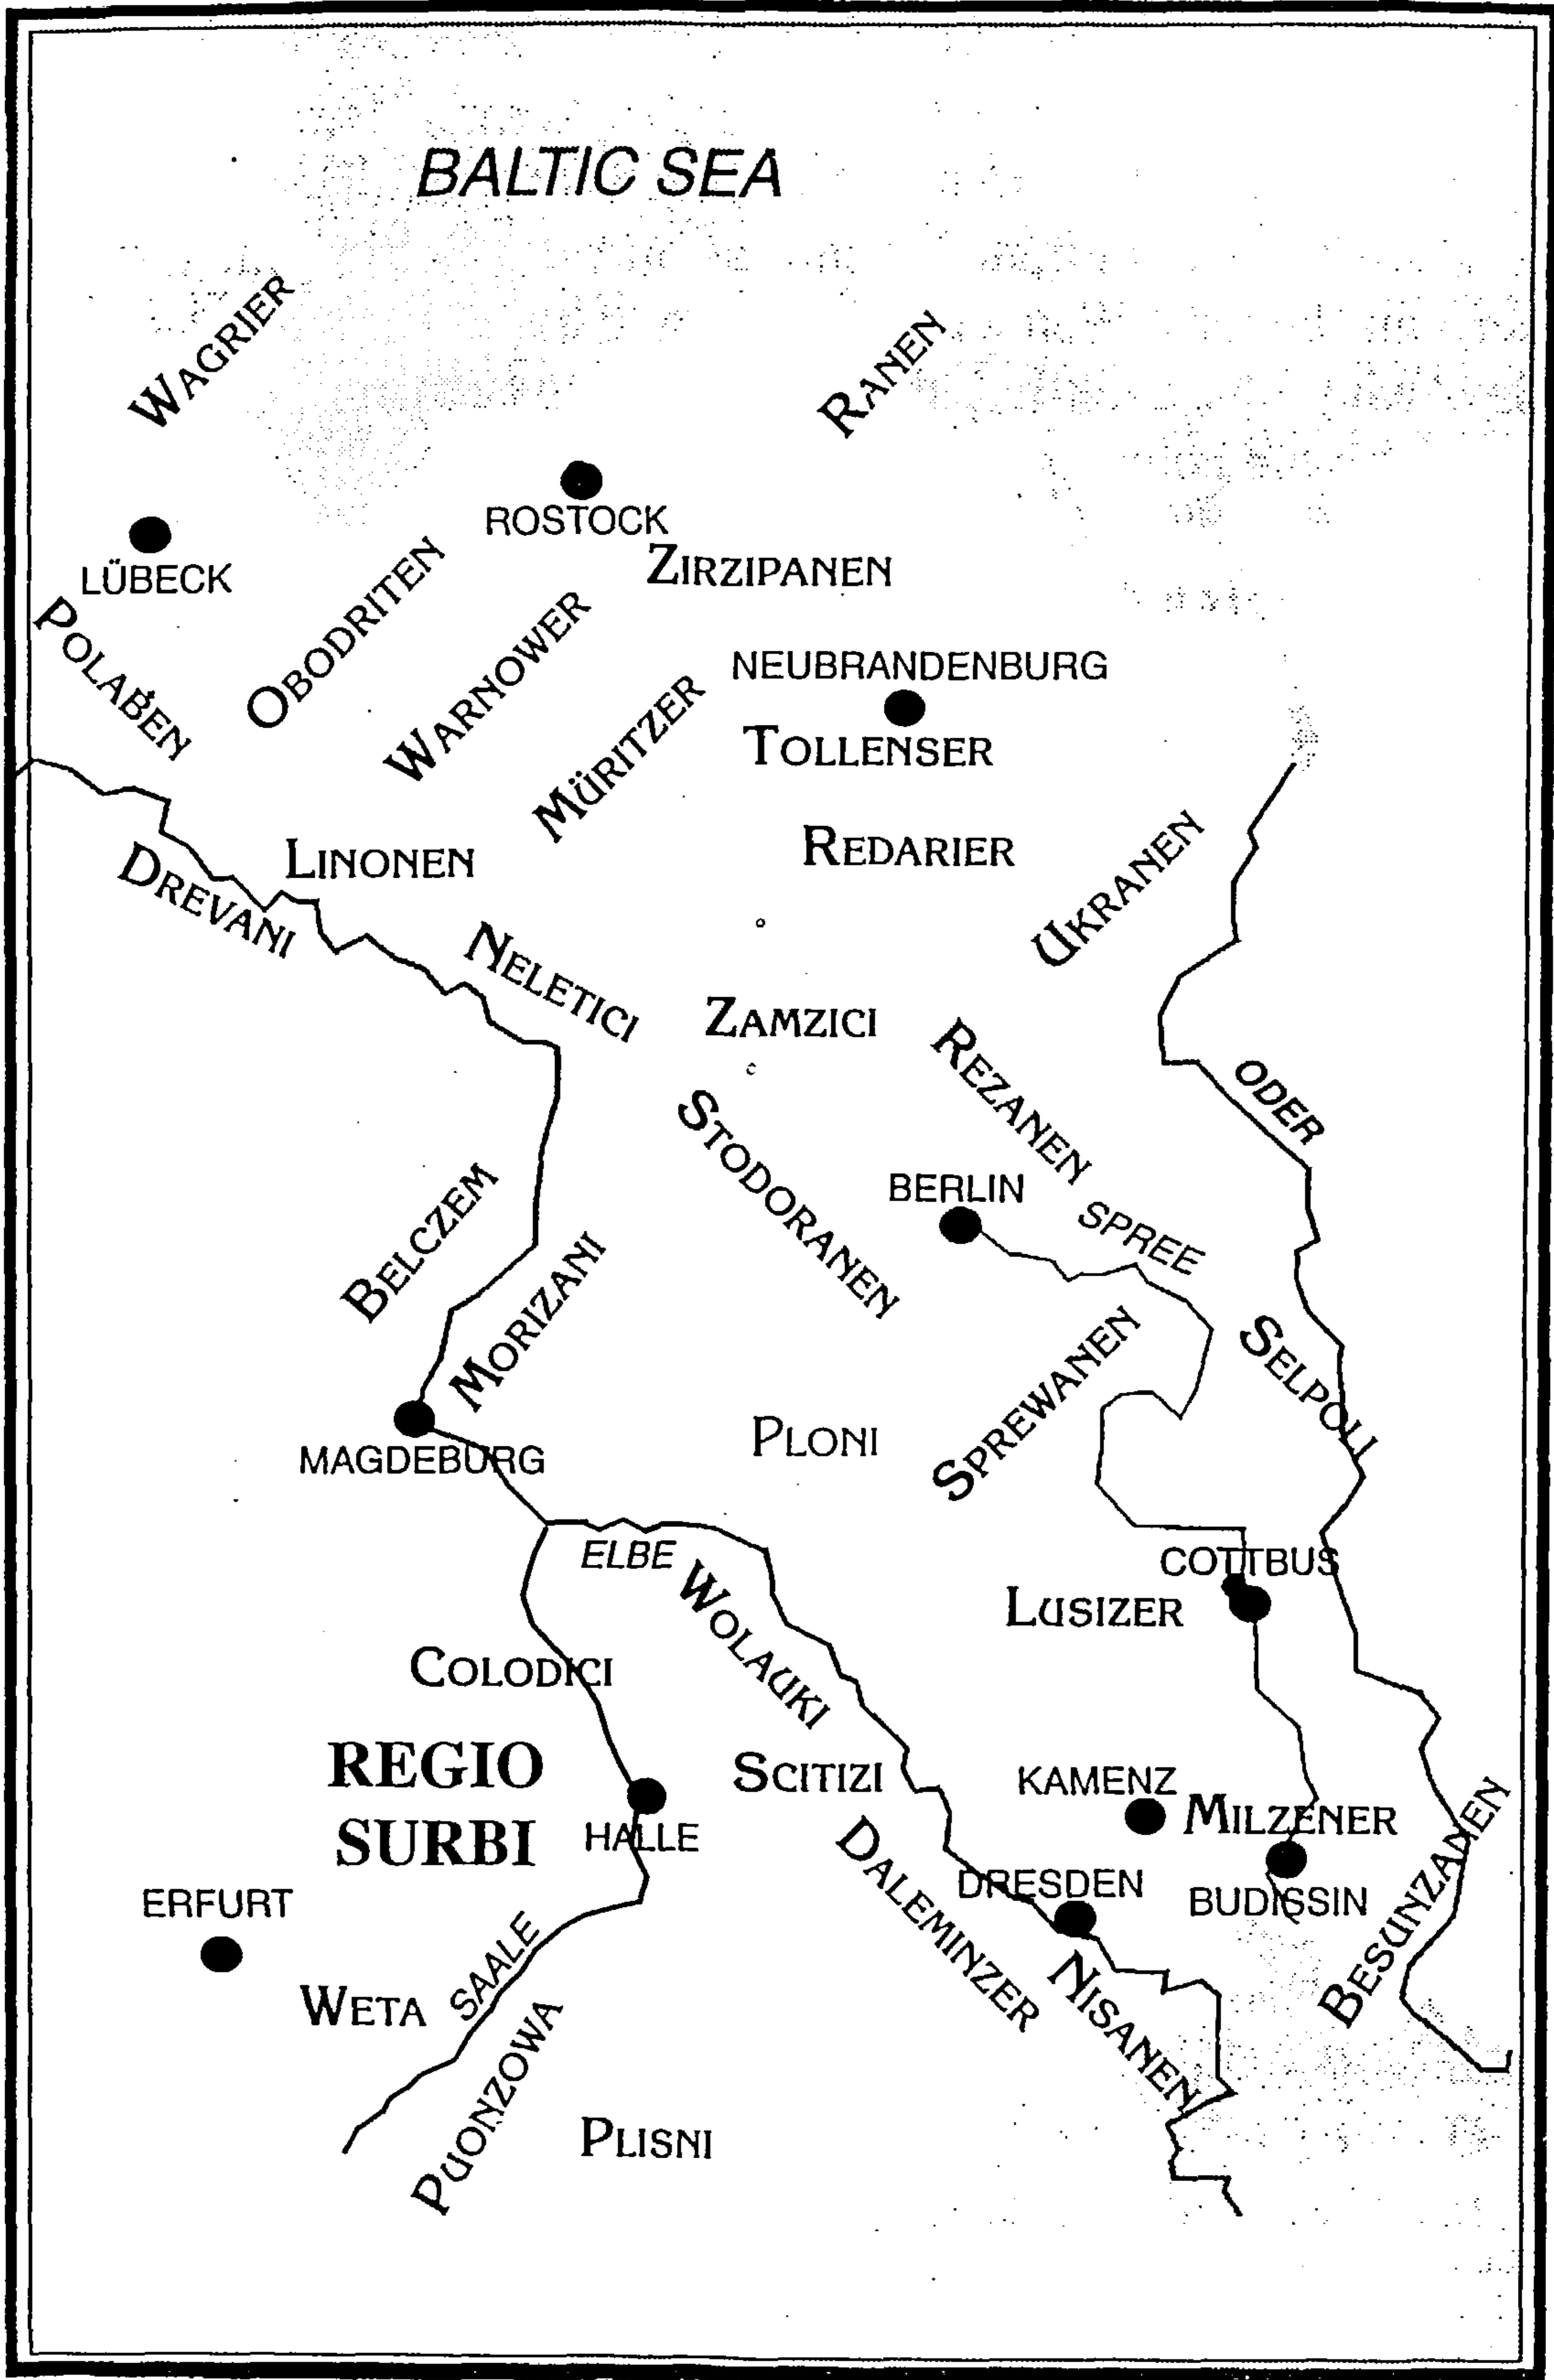 BALTIC SEA
WAGRIER
RANEN
ROSTOCK
LÜBECK
ZIRZIPANEN
POLABEN
OBODRITEN
WARNOWER
MÜRITZER
NEUBRANDENBURG
TOLLENSER
REDARIER
UKRANEN
LINONEN
DREVANI
NELETICI
ZAMZICI
REZANEN
ODER
STODORANEN
BERLIN
SPREE
BELCZEM
MORIZANI
SPREWANEN
SELPOLI
MAGDEBURG
PLONI
ELBE
WOLAUKI
COTTBUS
LUSIZER
COLODICI
REGIO
SURBI
SCITIZI
KAMENZ
MILZENER
HALLE
DALEMINZER
DRESDEN
BUDISSIN
BESUNZANEN
ERFURT
WETA
SAALE
NISANEN
PUONZOWA
PLISNI